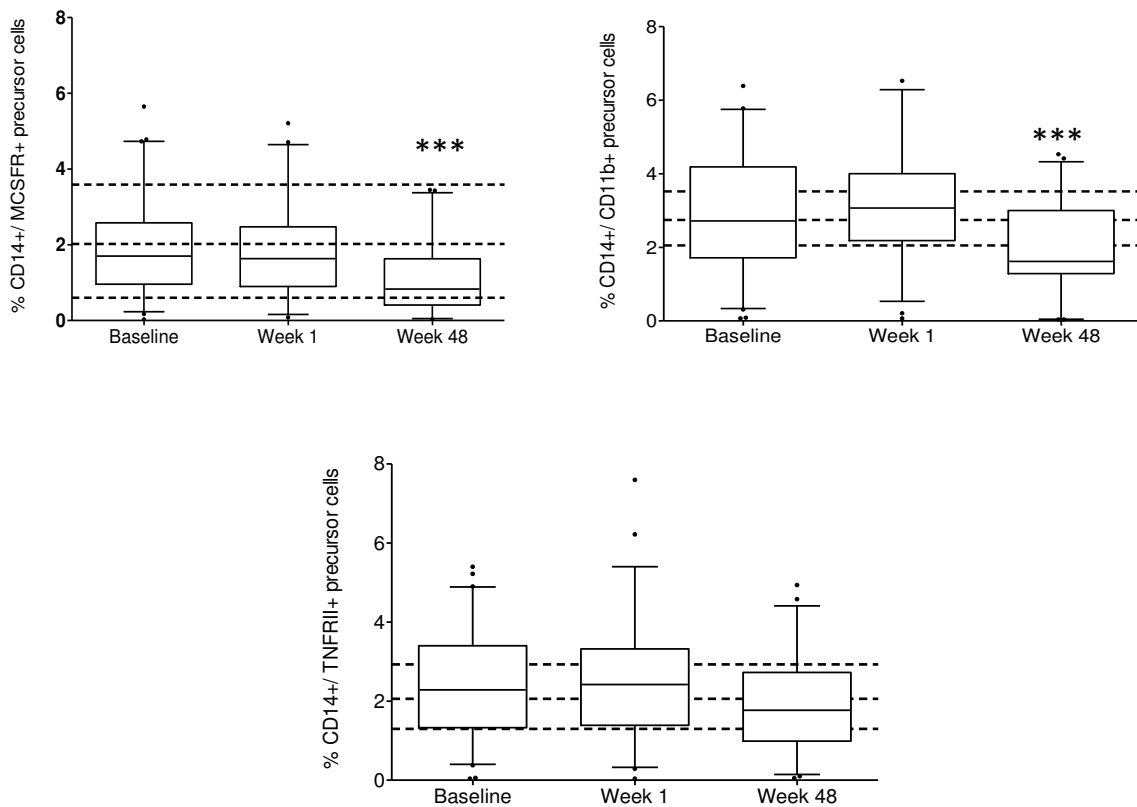 % CD14+/ MCSFR+ precursor cells
8
6
4
2
0
***
Baseline
Week 1
Week 48
% CD14+/ CD11b+ precursor cells
8
6
4
2
0
***
Baseline
Week 1
Week 48
% CD14+/ TNFRII+ precursor cells
8
6
4
2
0
Baseline
Week 1
Week 48